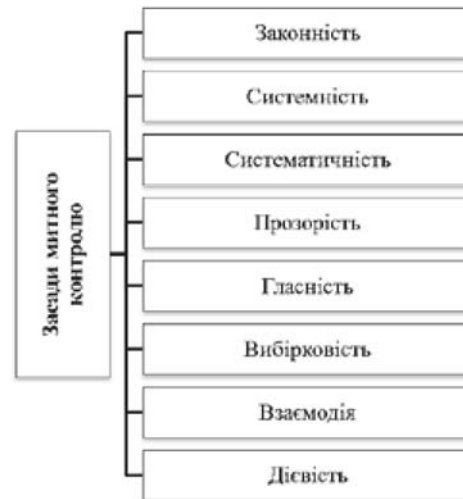 Засади митного
контролю
Законність
Системність
Систематичність
Прозорість
Гласність
Вибірковість
Взаємодія
Дієвість